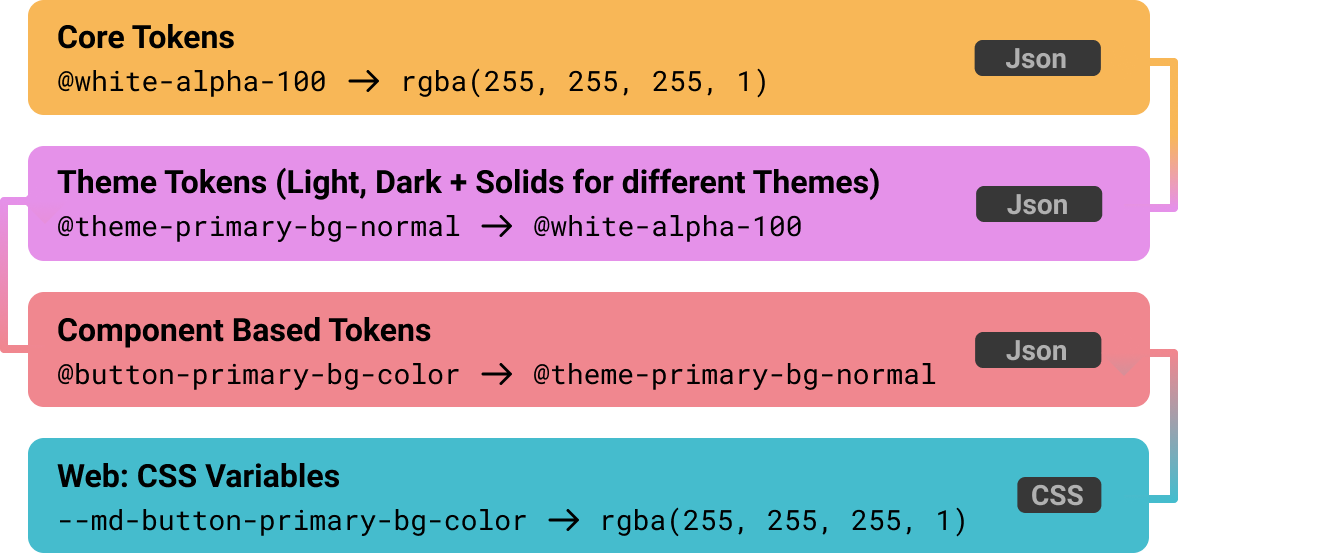 Core Tokens
@white-alpha-100 → rgba(255, 255, 255, 1)
Json
Theme Tokens (Light, Dark + Solids for different Themes)
@theme-primary-bg-normal → @white-alpha-100
Json
Component Based Tokens
@button-primary-bg-color → @theme-primary-bg-normal
Json
Web: CSS Variables
--md-button-primary-bg-color → rgba(255, 255, 255, 1)
CSS